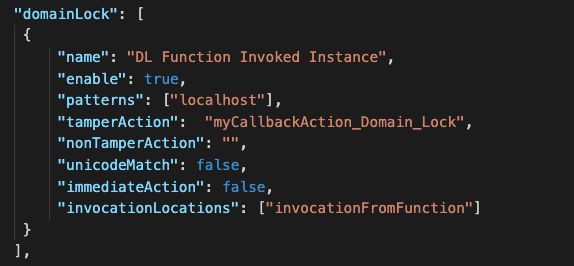 "domainLock": [
{
"name": "DL Function Invoked Instance",
"enable": true,
"patterns": ["localhost"],
"tamperAction":  "myCallbackAction_Domain_Lock",
"nonTamperAction": "",
"unicodeMatch": false,
"immediateAction": false,
"invocationLocations": ["invocationFromFunction"]
}
],